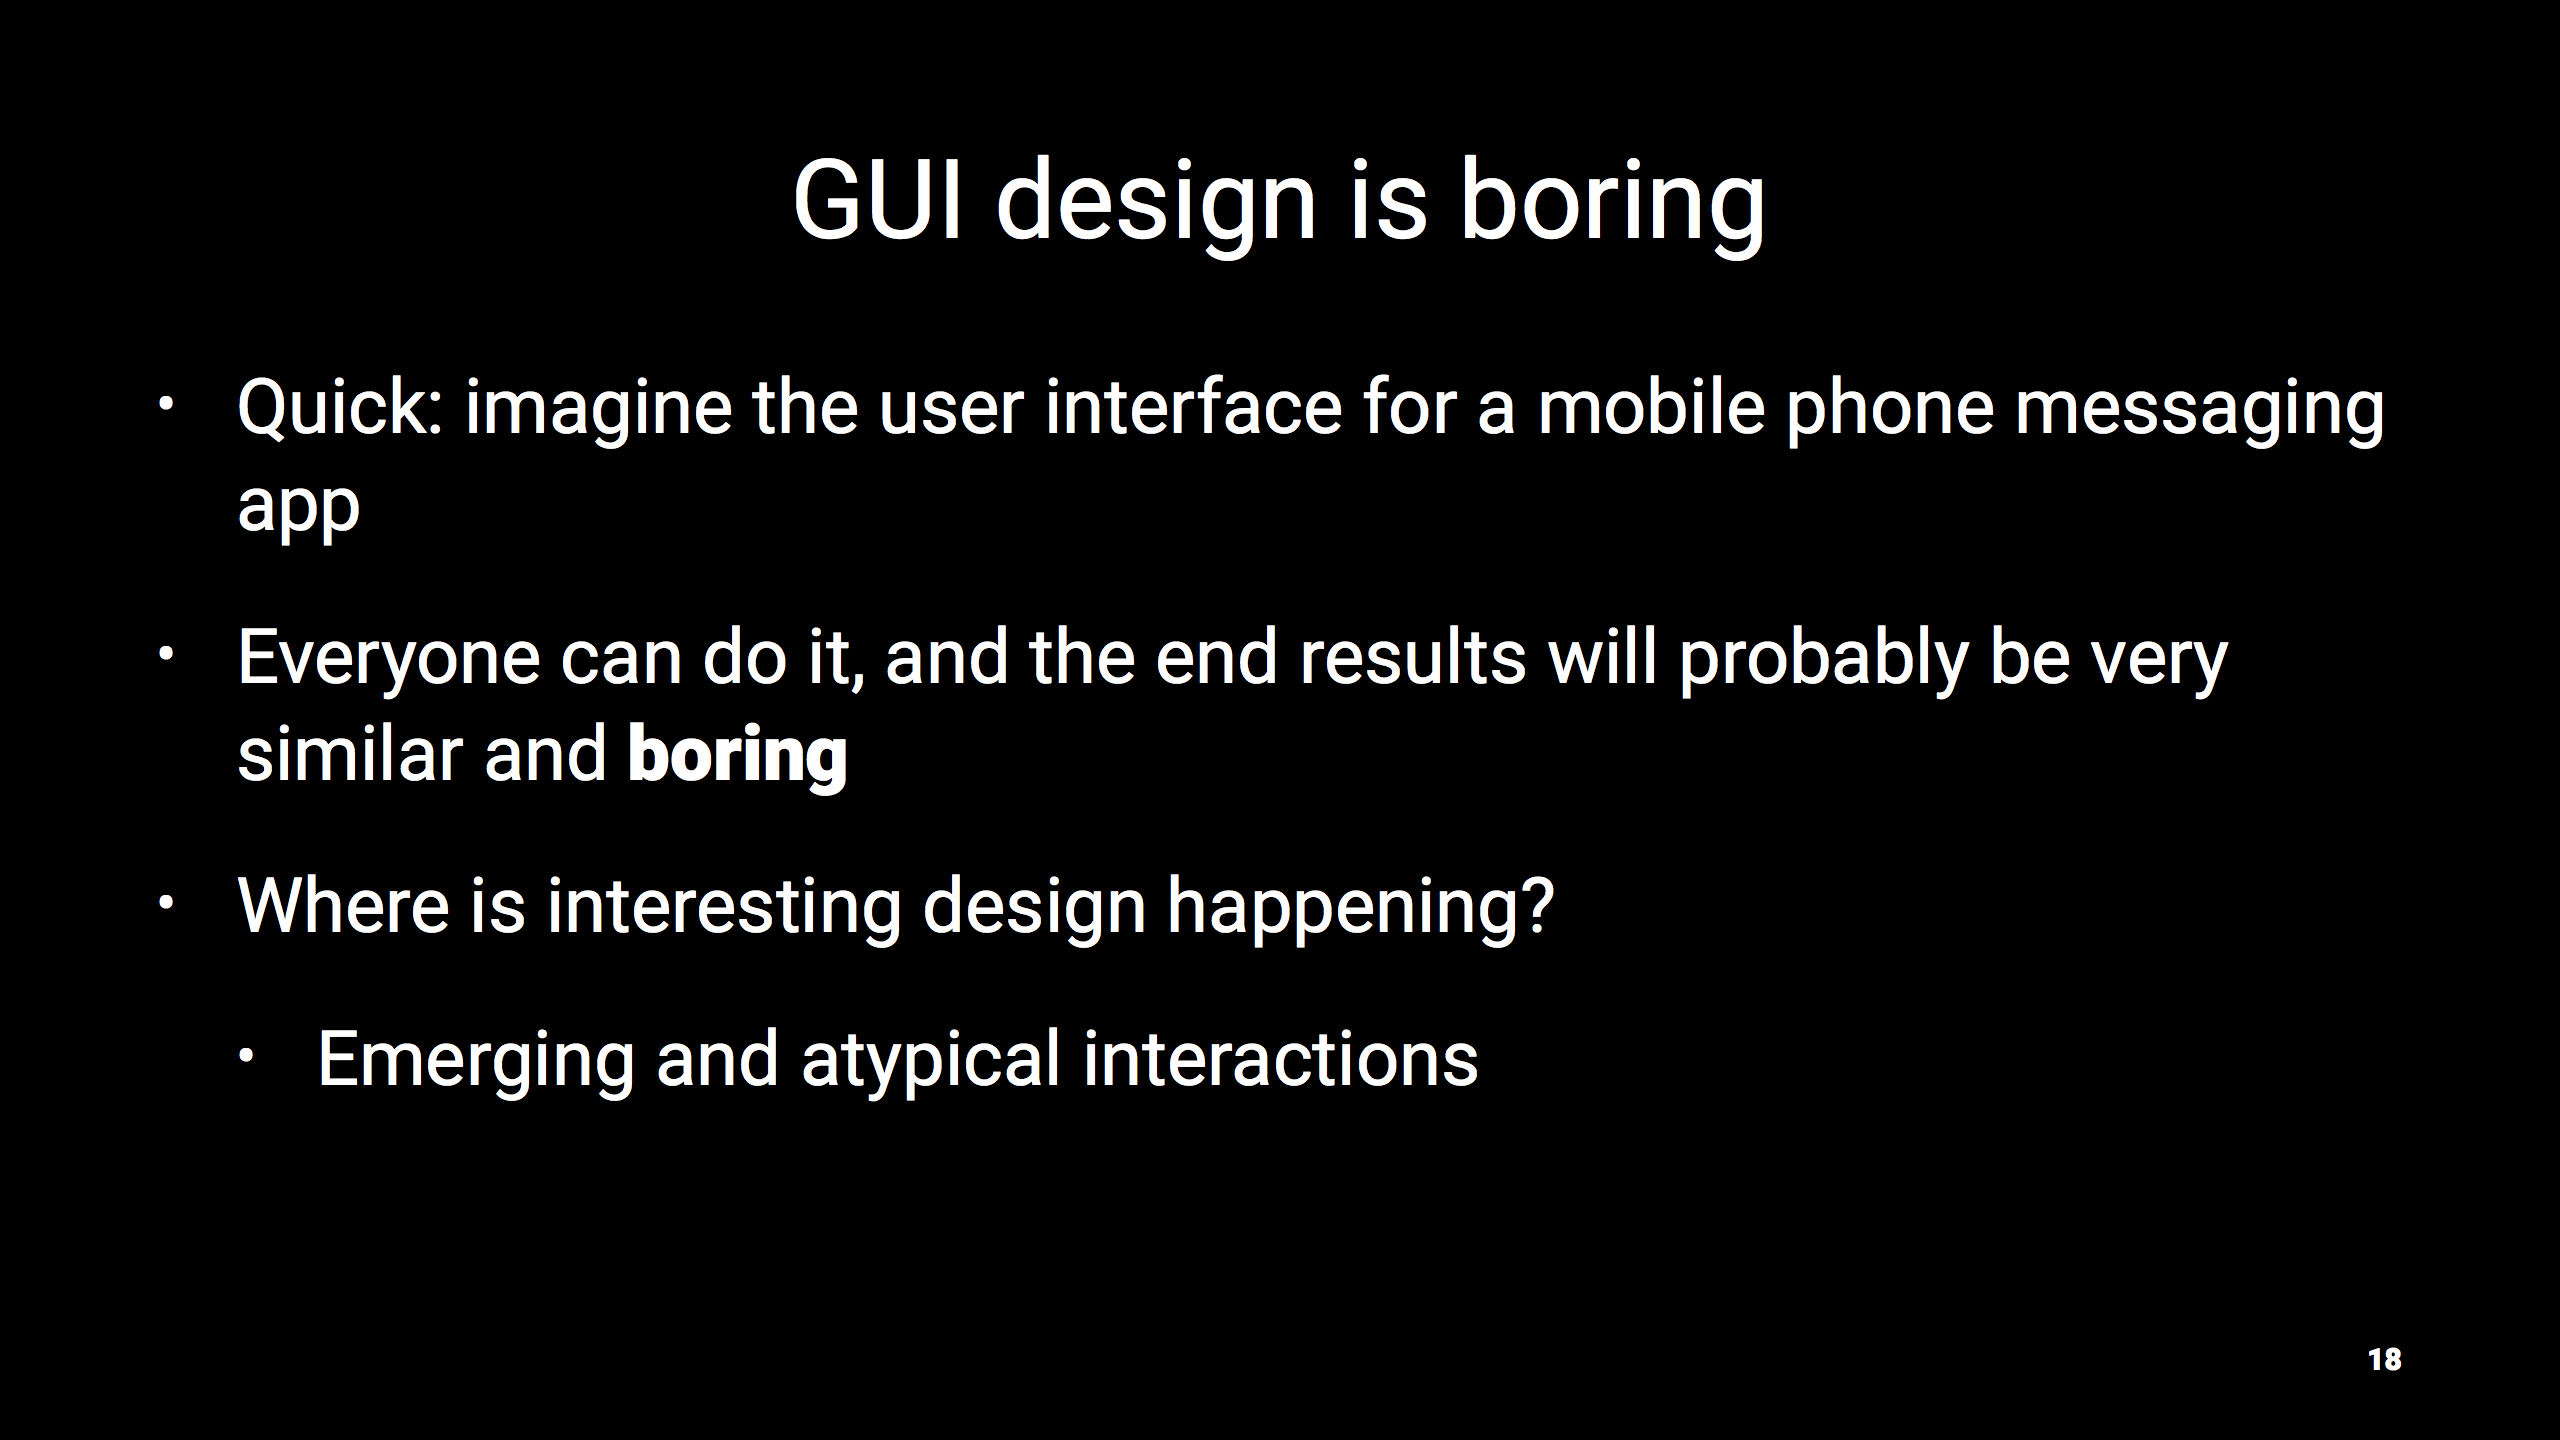 GUI design is boring
• Quick: imagine the user interface for a mobile phone messaging
app
• Everyone can do it, and the end results will probably be very
similar and boring
• Where is interesting design happening?
• Emerging and atypical interactions
18